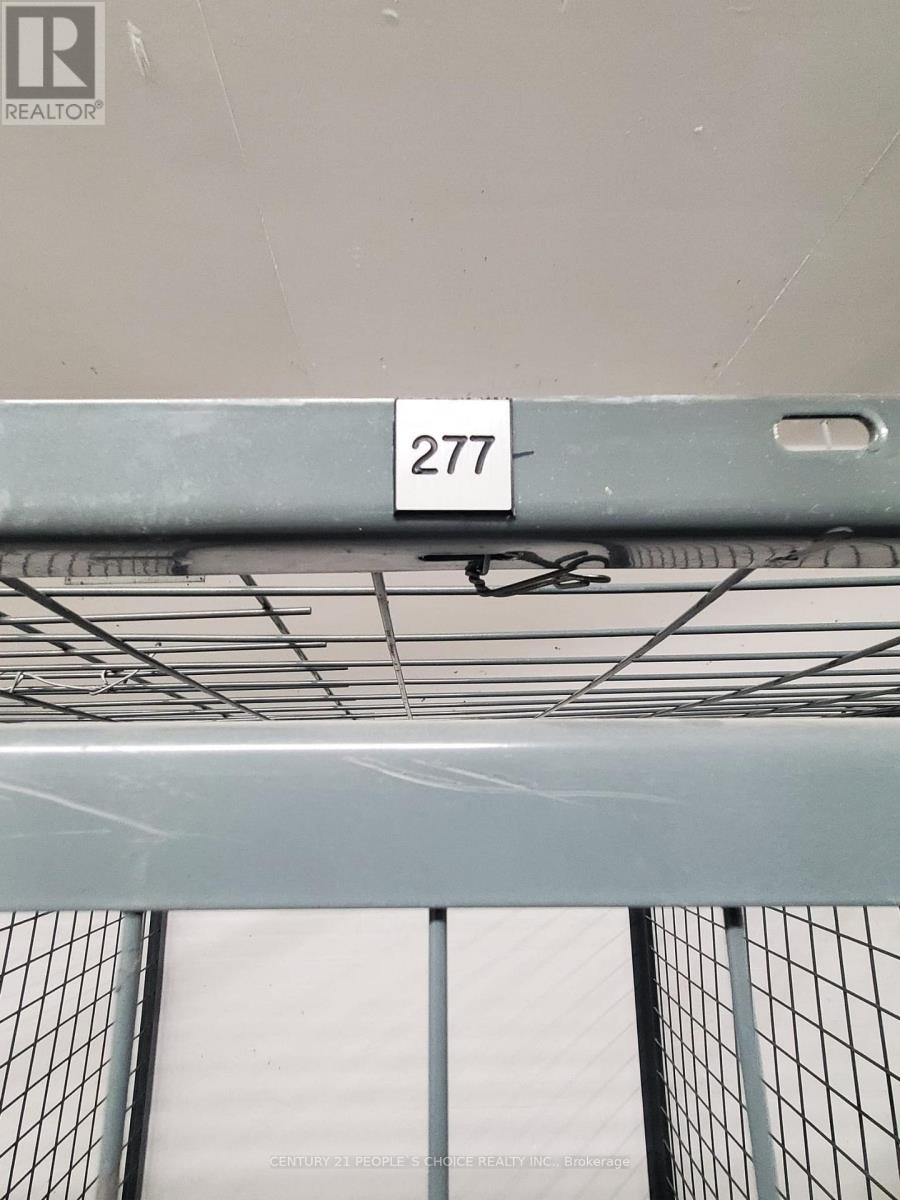 REALTOR®
277
CENTURY 21 PEOPLE`S CHOICE REALTY INC., Brokerage